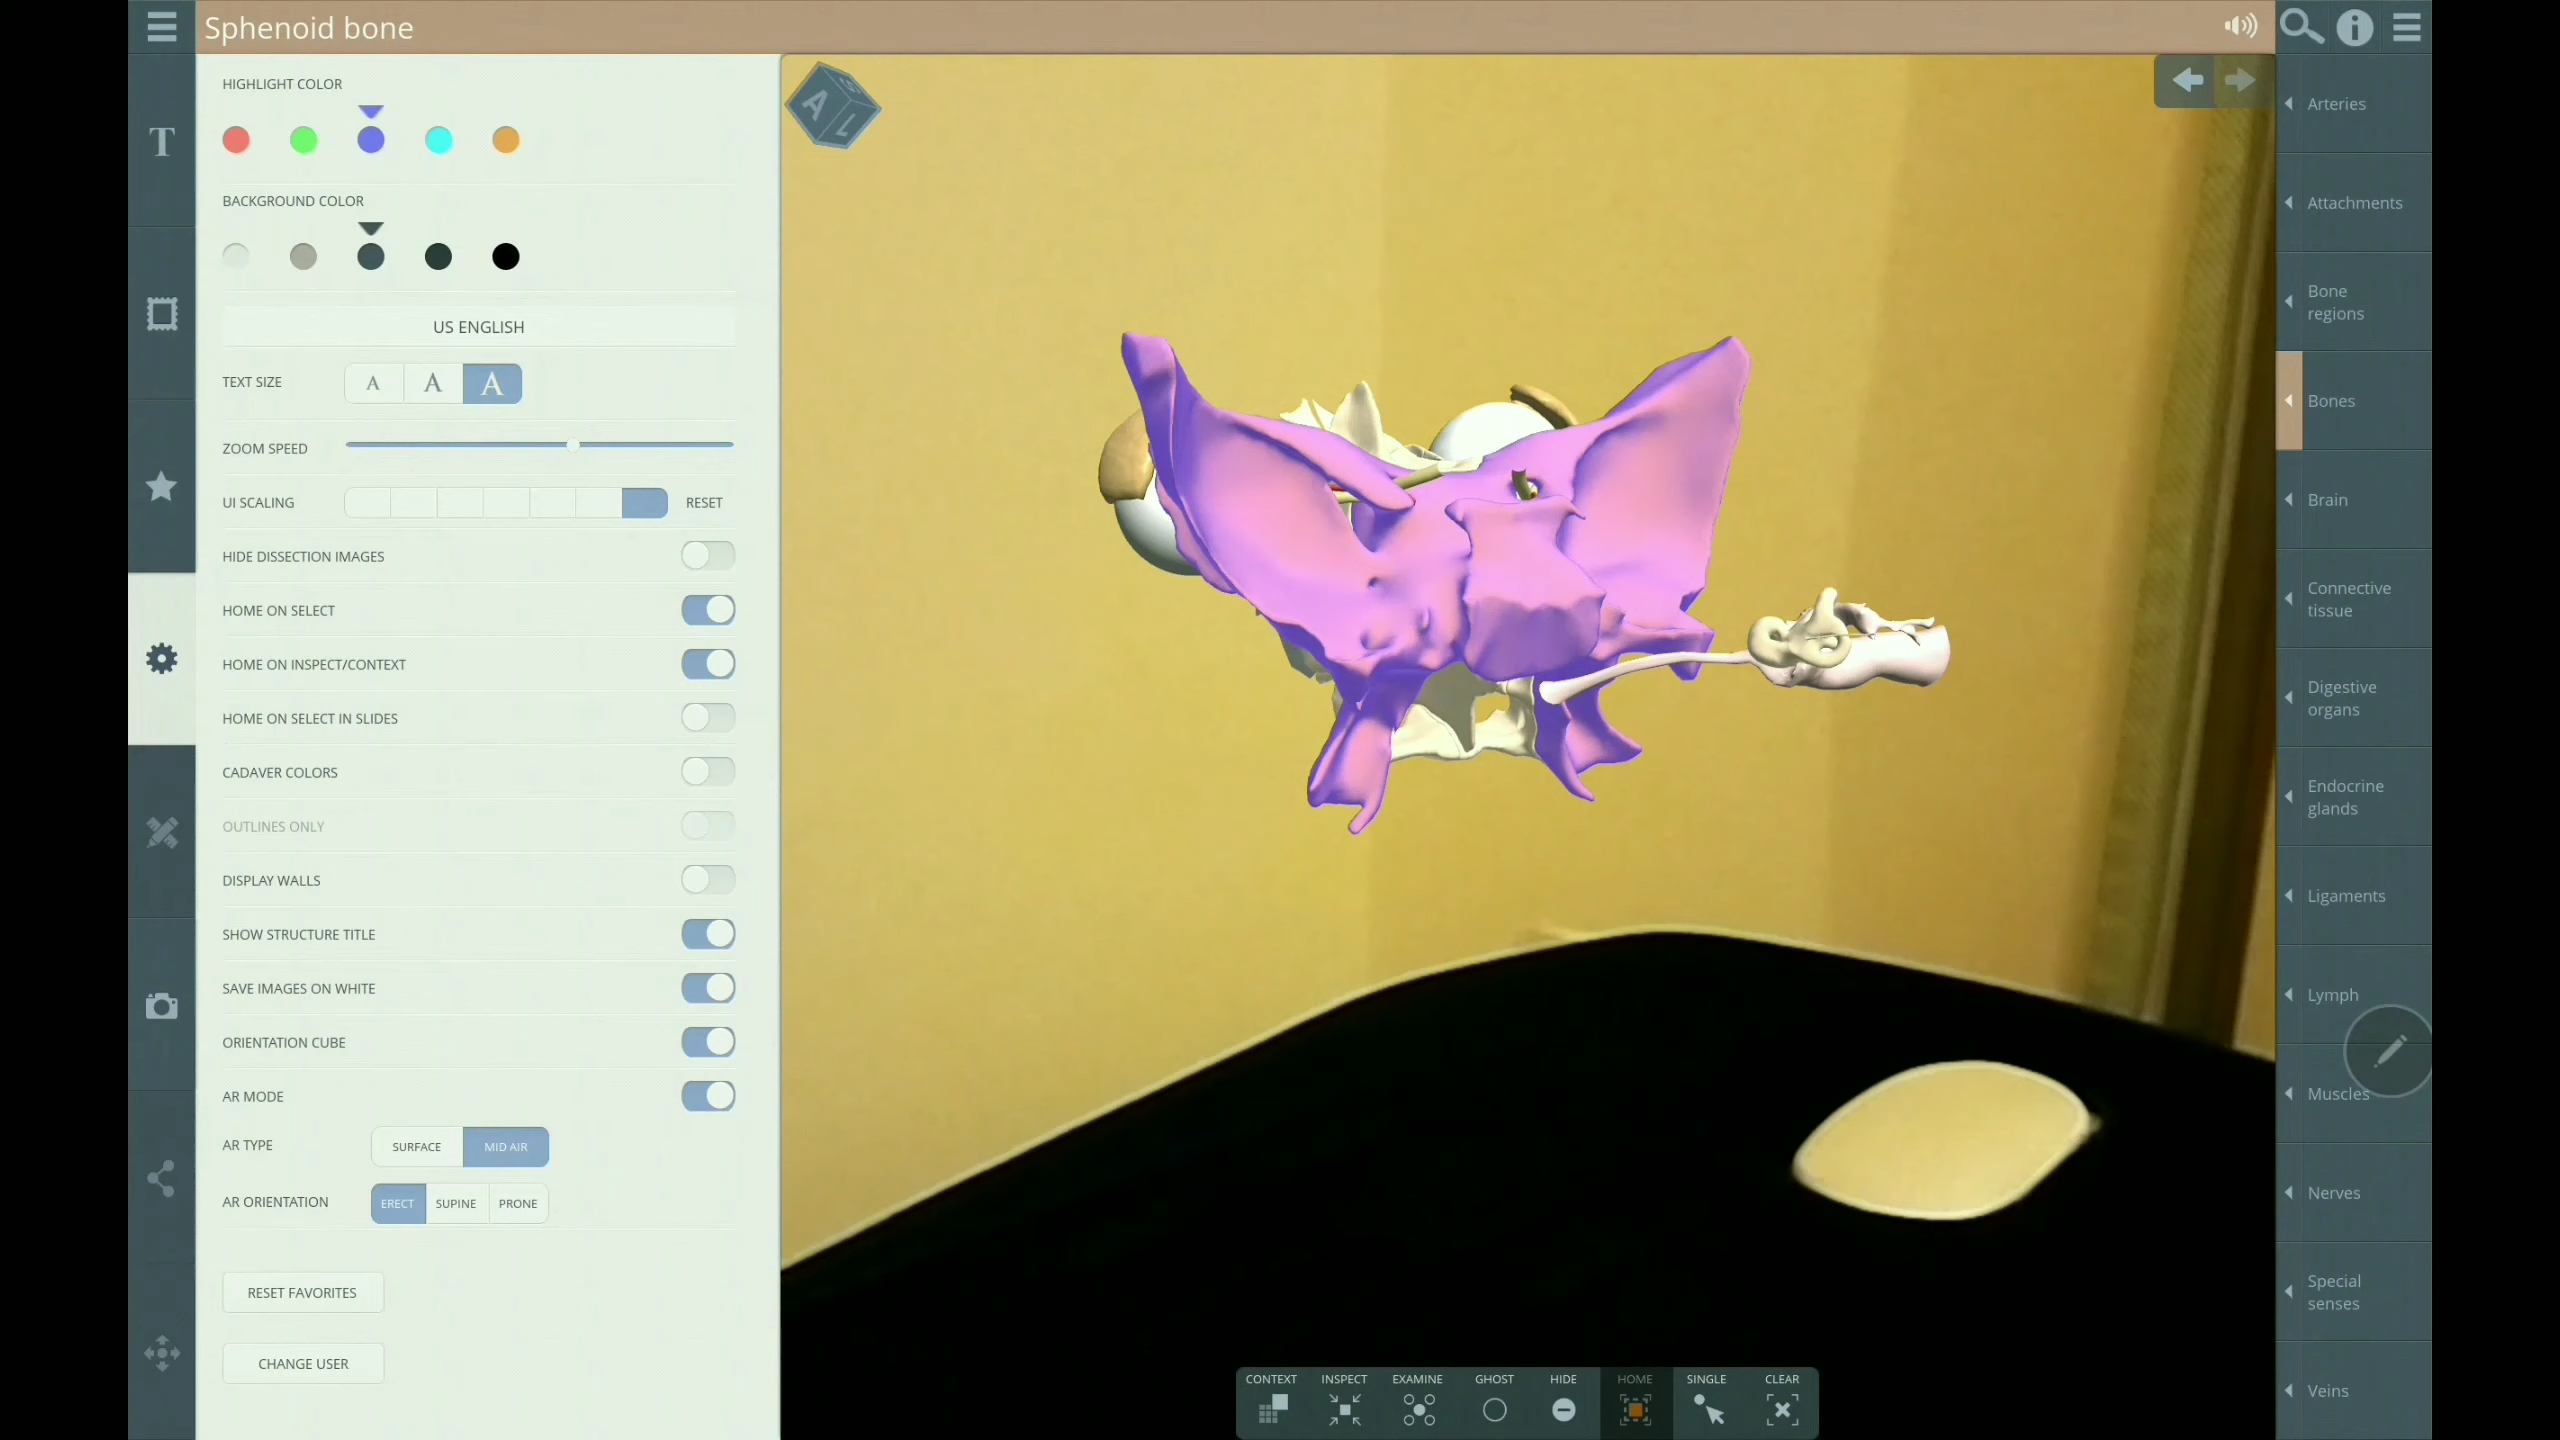 Sphenoid bone
HIGHLIGHT COLOR
BACKGROUND COLOR
US ENGLISH
TEXT SIZE A A A
ZOOM SPEED
UI SCALING RESET
HIDE DISSECTION IMAGES
HOME ON SELECT
HOME ON INSPECT/CONTEXT
HOME ON SELECT IN SLIDES
CADAVER COLORS
OUTLINES ONLY
DISPLAY WALLS
SHOW STRUCTURE TITLE
SAVE IMAGES ON WHITE
ORIENTATION CUBE
AR MODE
AR TYPE SURFACE MID AIR
AR ORIENTATION ERECT SUPINE PRONE
RESET FAVORITES
CHANGE USER
T
A L
CONTEXT INSPECT EXAMINE GHOST HIDE HOME SINGLE CLEAR
Arteries
Attachments
Bone
regions
Bones
Brain
Connective
tissue
Digestive
organs
Endocrine
glands
Ligaments
Lymph
Muscles
Nerves
Special
senses
Veins